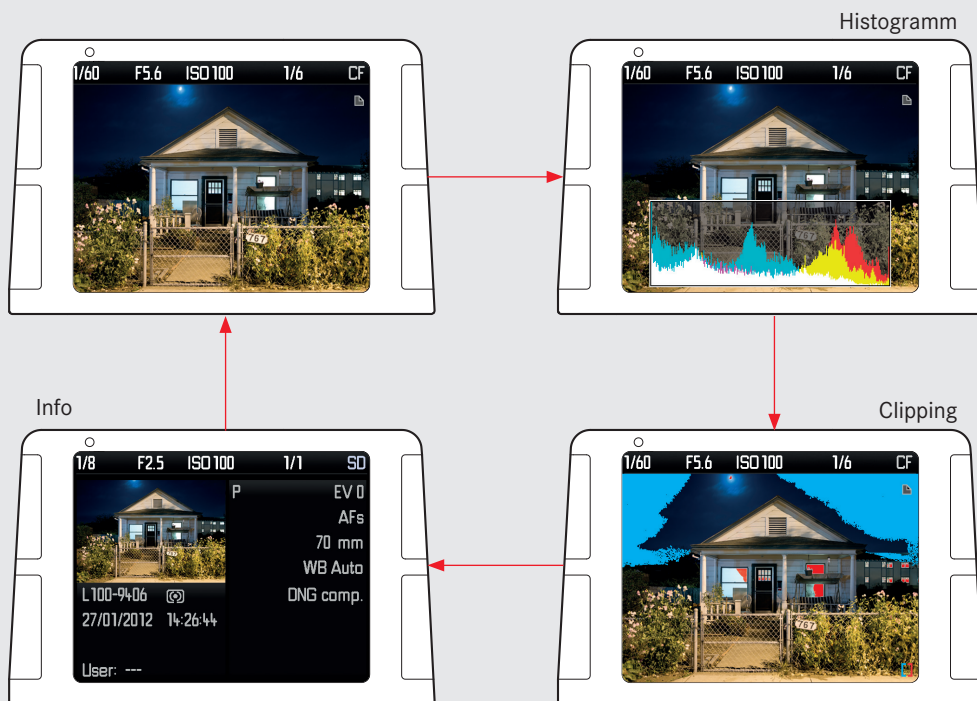 Histogramm
1/60 F5.6 ISO 100 1/6 CF
767
1/60 F5.6 ISO 100 1/6 CF
767
Info
Clipping
1/8 F2.5 ISO 100 1/1 SD
P EV 0
AFs
70 mm
WB Auto
L100-9406 DNG comp.
27/01/2012 14:26:44
User: ---
1/60 F5.6 ISO 100 1/6 CF
767